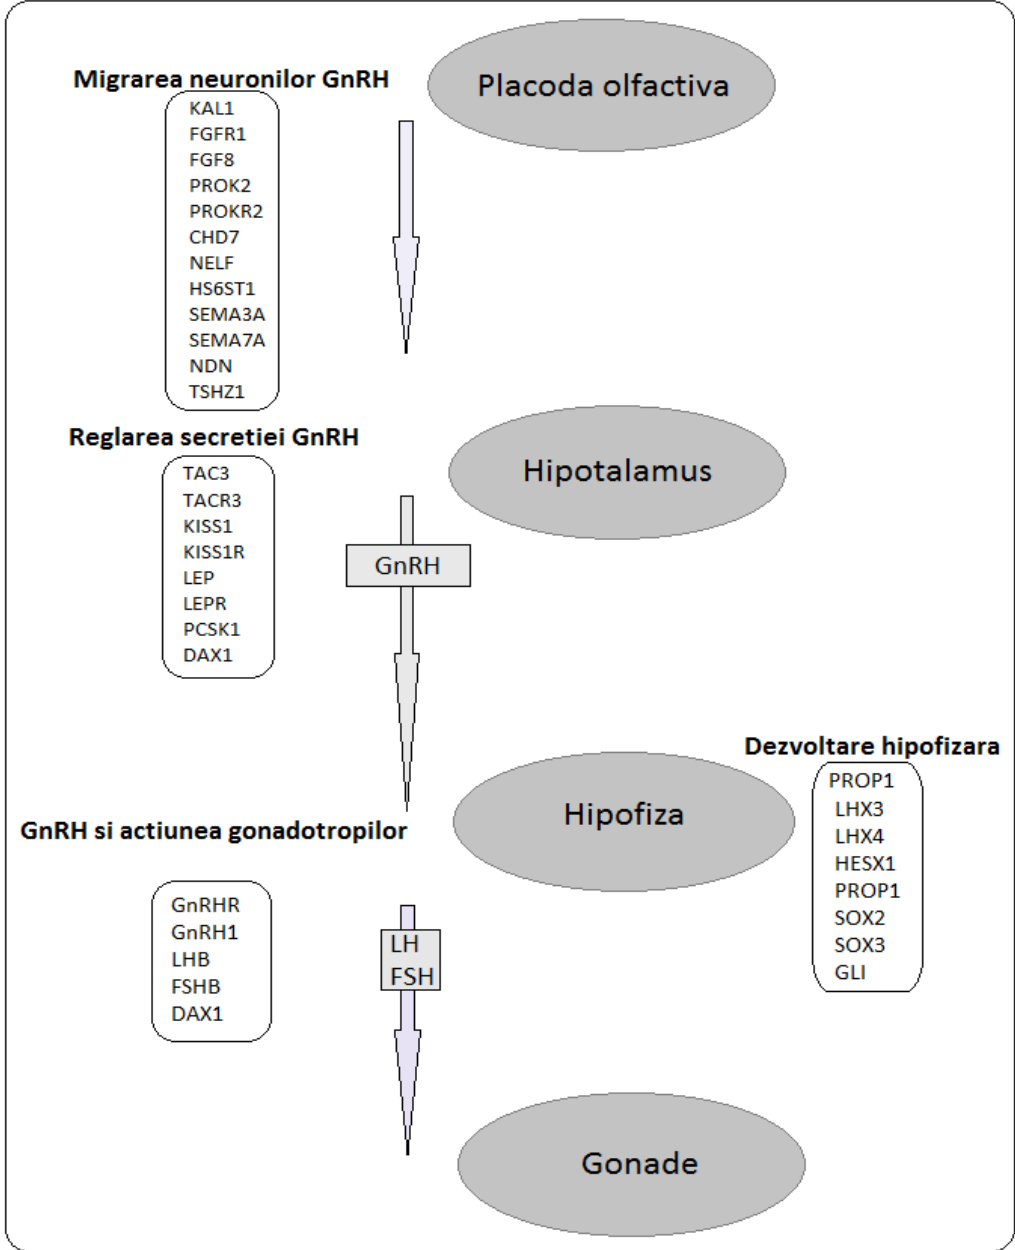 Placoda olfactiva
Migrarea neuronilor GnRH
KAL1
FGFR1
FGF8
PROK2
PROKR2
CHD7
NELF
HS6ST1
SEMA3A
SEMA7A
NDN
TSHZ1
Reglarea secretiei GnRH
Hipotalamus
TAC3
TACR3
KISS1
KISS1R
LEP
LEPR
PCSK1
DAX1
GnRH
Dezvoltare hipofizara
PROP1
LHX3
LHX4
HESX1
PROP1
SOX2
SOX3
GLI
Hipofiza
GnRH si actiunea gonadotropilor
GnRHR
GnRH1
LHB
FSHB
DAX1
LH
FSH
Gonade